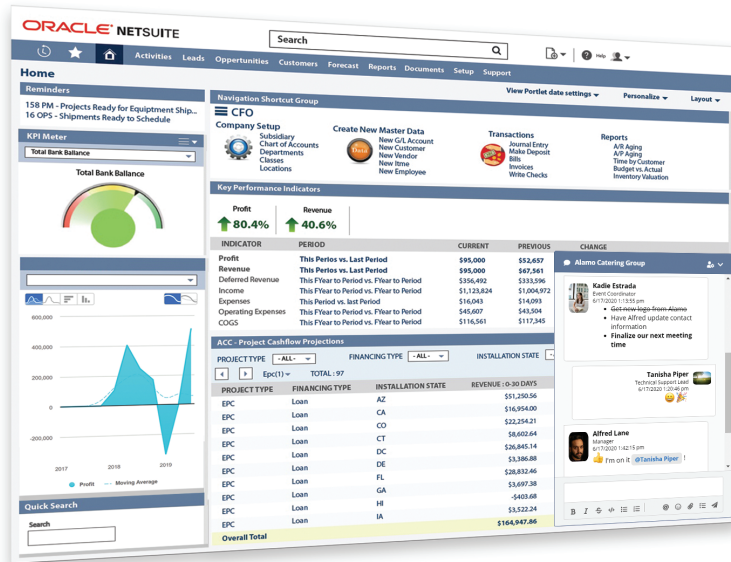 ORACLE NETSUITE
Search
Help
Activities Leads Opportunities Customers Forecast Reports Documents Setup Support
Home
View Portlet date settings Personalize Layout
Reminders
158 PM - Projects Ready for Equiptment Ship...
16 OPS - Shipments Ready to Schedule
KPI Meter
Total Bank Ballance
Total Bank Ballance
600,000
400,000
200,000
0
-200,000
2017 2018 2019
Profit Moving Average
Quick Search
Search
Navigation Shortcut Group
CFO
Company Setup
Subsidiary
Chart of Accounts
Departments
Classes
Locations
Create New Master Data
Data
New G/L Account
New Customer
New Vendor
New Itme
New Employee
Transactions
Journal Entry
Make Deposit
Bills
Invoices
Write Checks
Reports
A/R Aging
A/P Aging
Time by Customer
Budget vs. Actual
Inventory Valuation
Key Performance Indicators
Profit Revenue
80.4% 40.6%
INDICATOR PERIOD CURRENT PREVIOUS CHANGE
Profit This Perios vs. Last Period $95,000 $52,657
Revenue This Period vs. Last Period $95,000 $67,561
Deferred Revenue This FYear to Period vs. FYear to Period $356,492 $333,596
Income This FYear to Period vs. FYear to Period $1,123,824 $1,004,972
Expenses This Period vs. last Period $16,043 $14,093
Operating Expenses This FYear to Period vs. FYear to Period $45,607 $43,504
COGS This FYear to Period vs. FYear to Period $116,561 $117,345
ACC - Project Cashflow Projections
PROJECT TYPE - ALL - FINANCING TYPE - ALL - INSTALLATION STATE
Epc(1) TOTAL : 97
PROJECT TYPE FINANCING TYPE INSTALLATION STATE REVENUE : 0-30 DAYS
EPC Loan AZ $51,250.56
EPC Loan CA $16,954.00
EPC Loan CO $22,254.21
EPC Loan CT $8,602.64
EPC Loan DC $26,845.14
EPC Loan DE $3,386.88
EPC Loan FL $28,832.46
EPC Loan GA $3,697.38
EPC Loan HI -$403.68
EPC Loan IA $3,522.24
Overall Total $164,947.86
Alamo Catering Group
Kadie Estrada
Event Coordinator
6/17/2020 1:15:55 pm
Get new logo from Alamo
Have Alfred update contact
information
Finalize our next meeting
time
Tanisha Piper
Technical Support Lead
6/17/2020 1:20:46 pm
Alfred Lane
Manager
6/17/2020 1:42:15 pm
I'm on it @Tanisha Piper !
B I S